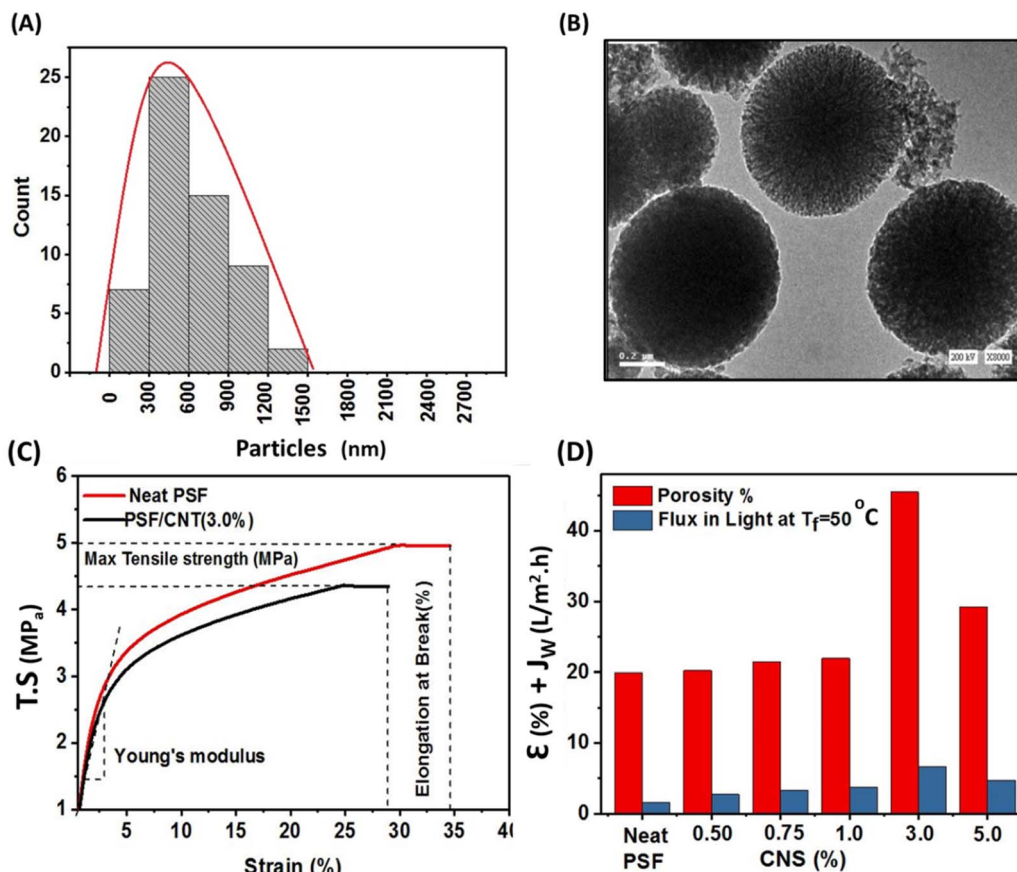 (A)
Count
25
20
15
10
5
0
0 300 600 900 1200 1500 1800 2100 2400 2700
Particles (nm)
(B)
0.2 µm
200 kV X8000
(C)
T.S (MPa)
6
5
4
3
2
1
Neat PSF
PSF/CNT(3.0%)
Max Tensile strength (MPa)
Elongation at Break(%)
Young's modulus
5 10 15 20 25 30 35 40
Strain (%)
(D)
ε (%) + JW (L/m².h)
40
30
20
10
0
Porosity %
Flux in Light at Tf=50 °C
Neat PSF 0.50 0.75 1.0 3.0 5.0
CNS (%)